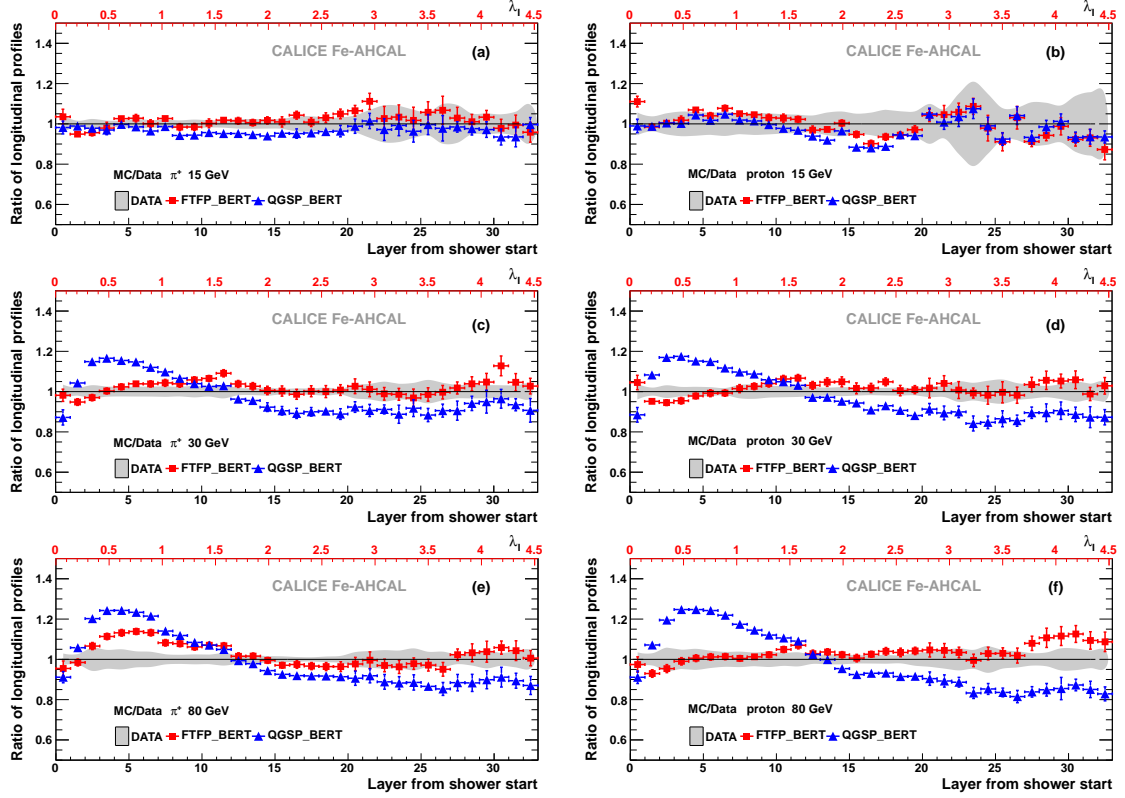 0 0.5 1 1.5 2 2.5 3 3.5 4 4.5
λI
Ratio of longitudinal profiles
1.4
1.2
1
0.8
0.6
CALICE Fe-AHCAL
(a)
MC/Data π+ 15 GeV
DATA FTFP_BERT QGSP_BERT
0 5 10 15 20 25 30
Layer from shower start
0 0.5 1 1.5 2 2.5 3 3.5 4 4.5
λI
Ratio of longitudinal profiles
1.4
1.2
1
0.8
0.6
CALICE Fe-AHCAL
(b)
MC/Data proton 15 GeV
DATA FTFP_BERT QGSP_BERT
0 5 10 15 20 25 30
Layer from shower start
0 0.5 1 1.5 2 2.5 3 3.5 4 4.5
λI
Ratio of longitudinal profiles
1.4
1.2
1
0.8
0.6
CALICE Fe-AHCAL
(c)
MC/Data π+ 30 GeV
DATA FTFP_BERT QGSP_BERT
0 5 10 15 20 25 30
Layer from shower start
0 0.5 1 1.5 2 2.5 3 3.5 4 4.5
λI
Ratio of longitudinal profiles
1.4
1.2
1
0.8
0.6
CALICE Fe-AHCAL
(d)
MC/Data proton 30 GeV
DATA FTFP_BERT QGSP_BERT
0 5 10 15 20 25 30
Layer from shower start
0 0.5 1 1.5 2 2.5 3 3.5 4 4.5
λI
Ratio of longitudinal profiles
1.4
1.2
1
0.8
0.6
CALICE Fe-AHCAL
(e)
MC/Data π+ 80 GeV
DATA FTFP_BERT QGSP_BERT
0 5 10 15 20 25 30
Layer from shower start
0 0.5 1 1.5 2 2.5 3 3.5 4 4.5
λI
Ratio of longitudinal profiles
1.4
1.2
1
0.8
0.6
CALICE Fe-AHCAL
(f)
MC/Data proton 80 GeV
DATA FTFP_BERT QGSP_BERT
0 5 10 15 20 25 30
Layer from shower start